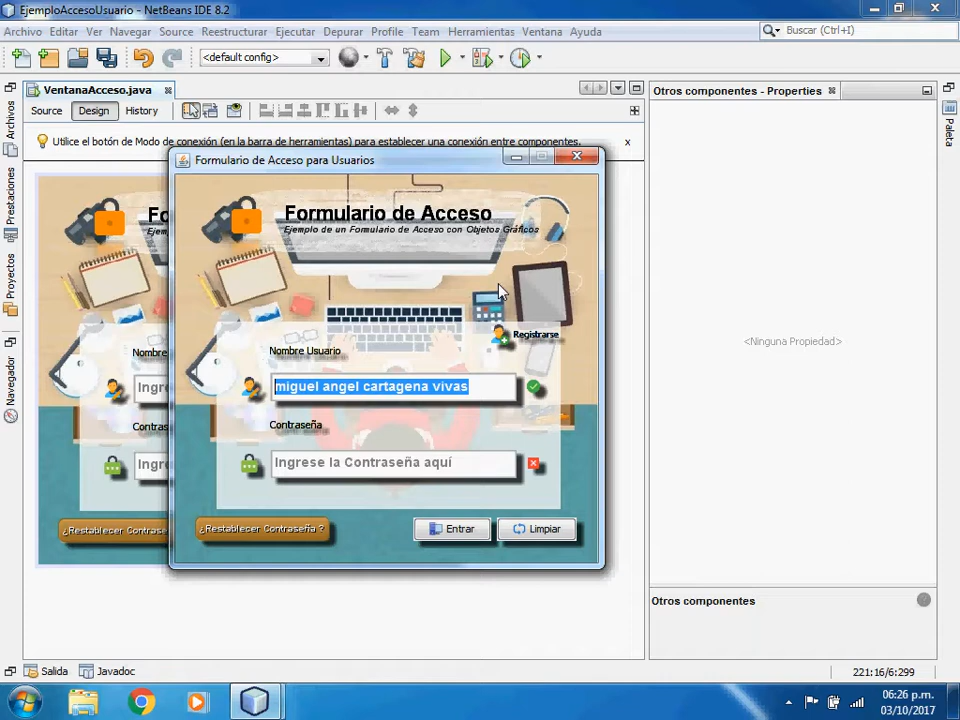 EjemploAccesoUsuario - NetBeans IDE 8.2
Archivo Editar Ver Navegar Source Refactorizar Ejecutar Depurar Profile Team Herramientas Ventana Ayuda
Buscar (Ctrl+I)
<default config>
VentanaAcceso.java
Otros componentes - Properties
Source Design History
Utilice el botón de Modo de conexión (en la barra de herramientas) para establecer una conexión entre componentes.
Archivos
Prestaciones
Proyectos
Navegador
Paleta
Formulario de Acceso para Usuarios
Fo
Formulario de Acceso
Ejem
Ejemplo de un Formulario de Acceso con Objetos Gráficos
Registrarse
Nombre
Nombre Usuario
Ingre
miguel angel cartagena vivas
Contras
Contraseña
Ingre
Ingrese la Contraseña aquí
¿Restablecer Contrase
¿Restablecer Contraseña ?
Entrar
Limpiar
<Ninguna Propiedad>
Otros componentes
Salida Javadoc
221:16/6:299
06:26 p.m.
03/10/2017